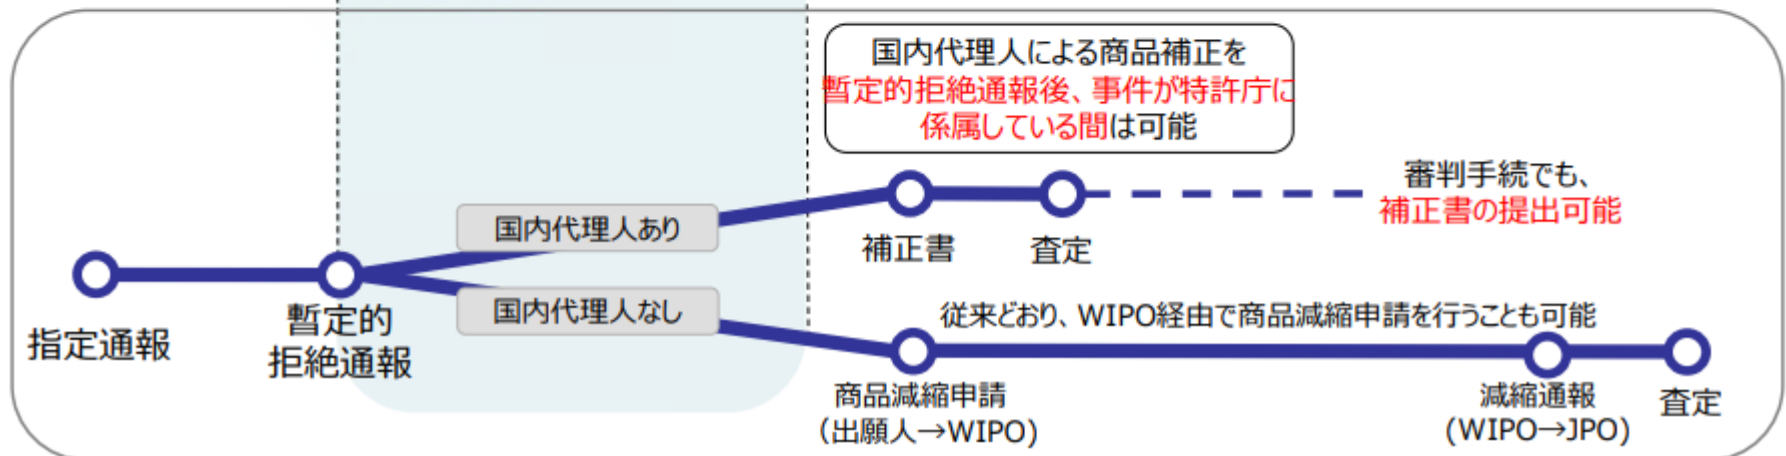 国内代理人による商品補正を
暫定的拒絶通報後、事件が特許庁に
係属している間は可能
審判手続でも、
補正書の提出可能
国内代理人あり
補正書
査定
国内代理人なし
指定通報
暫定的
拒絶通報
従来どおり、WIPO経由で商品減縮申請を行うことも可能
商品減縮申請
（出願人→WIPO）
減縮通報
(WIPO→JPO)
査定